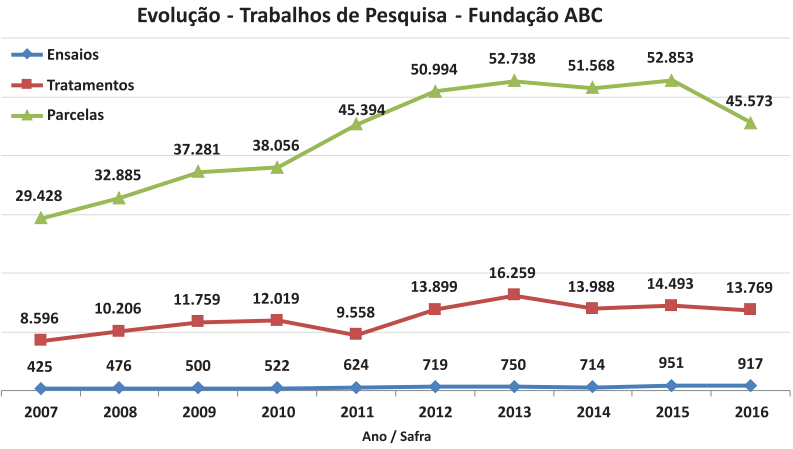 Evolução - Trabalhos de Pesquisa - Fundação ABC
Ensaios
Tratamentos
Parcelas
29.428 32.885 37.281 38.056 45.394 50.994 52.738 51.568 52.853 45.573
8.596 10.206 11.759 12.019 9.558 13.899 16.259 13.988 14.493 13.769
425 476 500 522 624 719 750 714 951 917
2007 2008 2009 2010 2011 2012 2013 2014 2015 2016
Ano / Safra